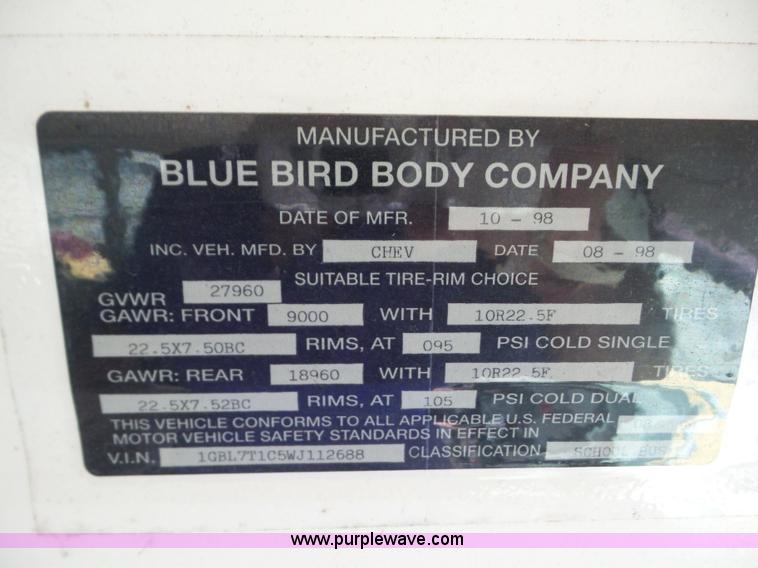 MANUFACTURED BY
BLUE BIRD BODY COMPANY
DATE OF MFR. 10 - 98
INC. VEH. MFD. BY CHEV DATE 08 - 98
SUITABLE TIRE-RIM CHOICE
GVWR 27960
GAWR: FRONT 9000 WITH 10R22.5F TIRES
22.5X7.50BC RIMS, AT 095 PSI COLD SINGLE
GAWR: REAR 18960 WITH 10R22.5F TIRES
22.5X7.52BC RIMS, AT 105 PSI COLD DUAL
THIS VEHICLE CONFORMS TO ALL APPLICABLE U.S. FEDERAL
MOTOR VEHICLE SAFETY STANDARDS IN EFFECT IN
V.I.N. 1GBL7T1C5WJ112688 CLASSIFICATION SCHOOL BUS
www.purplewave.com